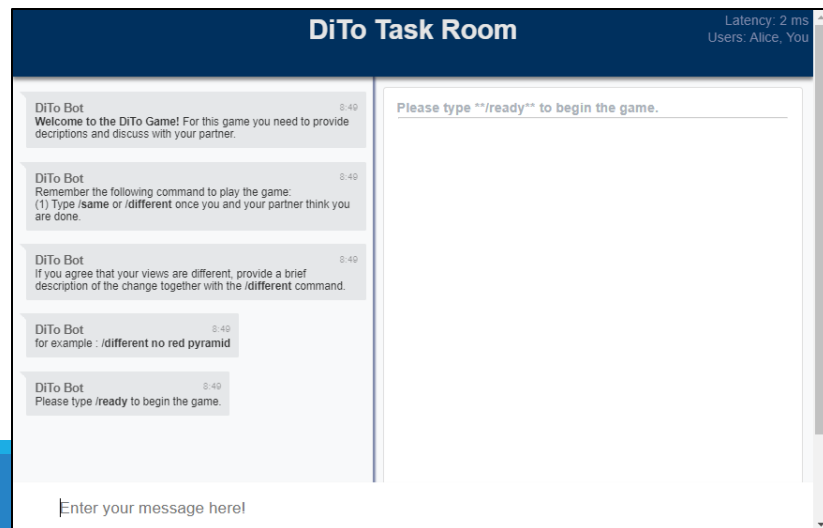 DiTo Task Room
Latency: 2 ms
Users: Alice, You
DiTo Bot 8:49
Welcome to the DiTo Game! For this game you need to provide
decriptions and discuss with your partner.
DiTo Bot 8:49
Remember the following command to play the game:
(1) Type /same or /different once you and your partner think you
are done.
DiTo Bot 8:49
If you agree that your views are different, provide a brief
description of the change together with the /different command.
DiTo Bot 8:49
for example : /different no red pyramid
DiTo Bot 8:49
Please type /ready to begin the game.
Please type **/ready** to begin the game.
Enter your message here!